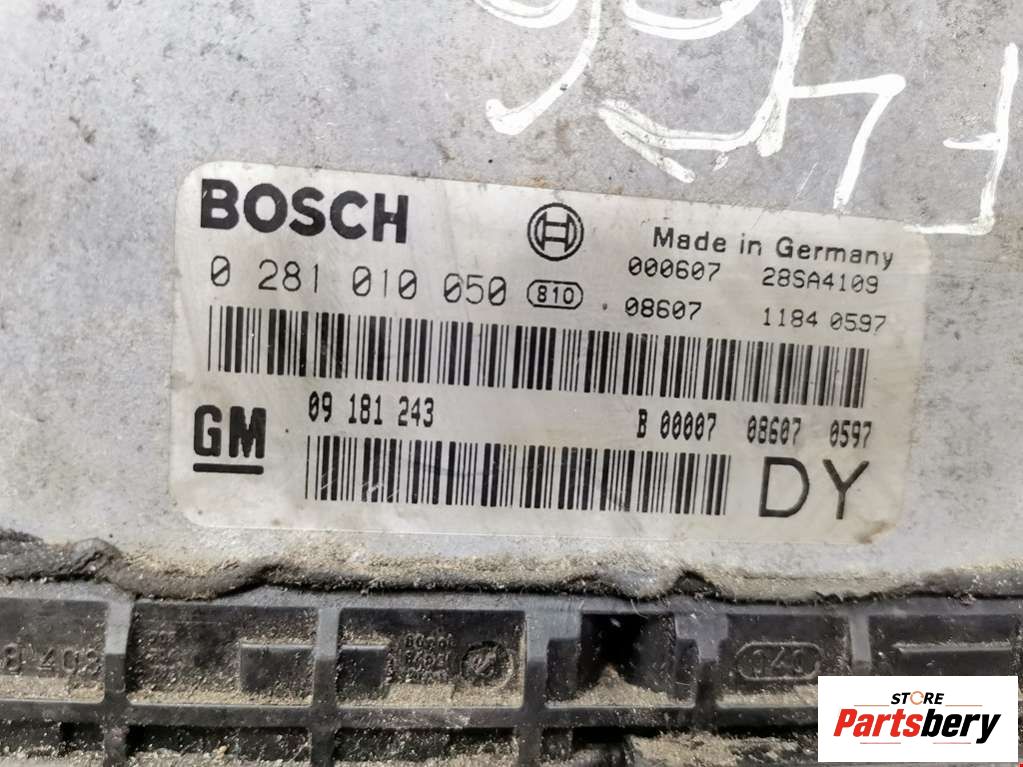 BOSCH
Made in Germany
0 281 010 050 810
000607 28SA4109
08607 1184 0597
GM 09 181 243 B 00007 08607 0597
DY
STORE
Partsbery